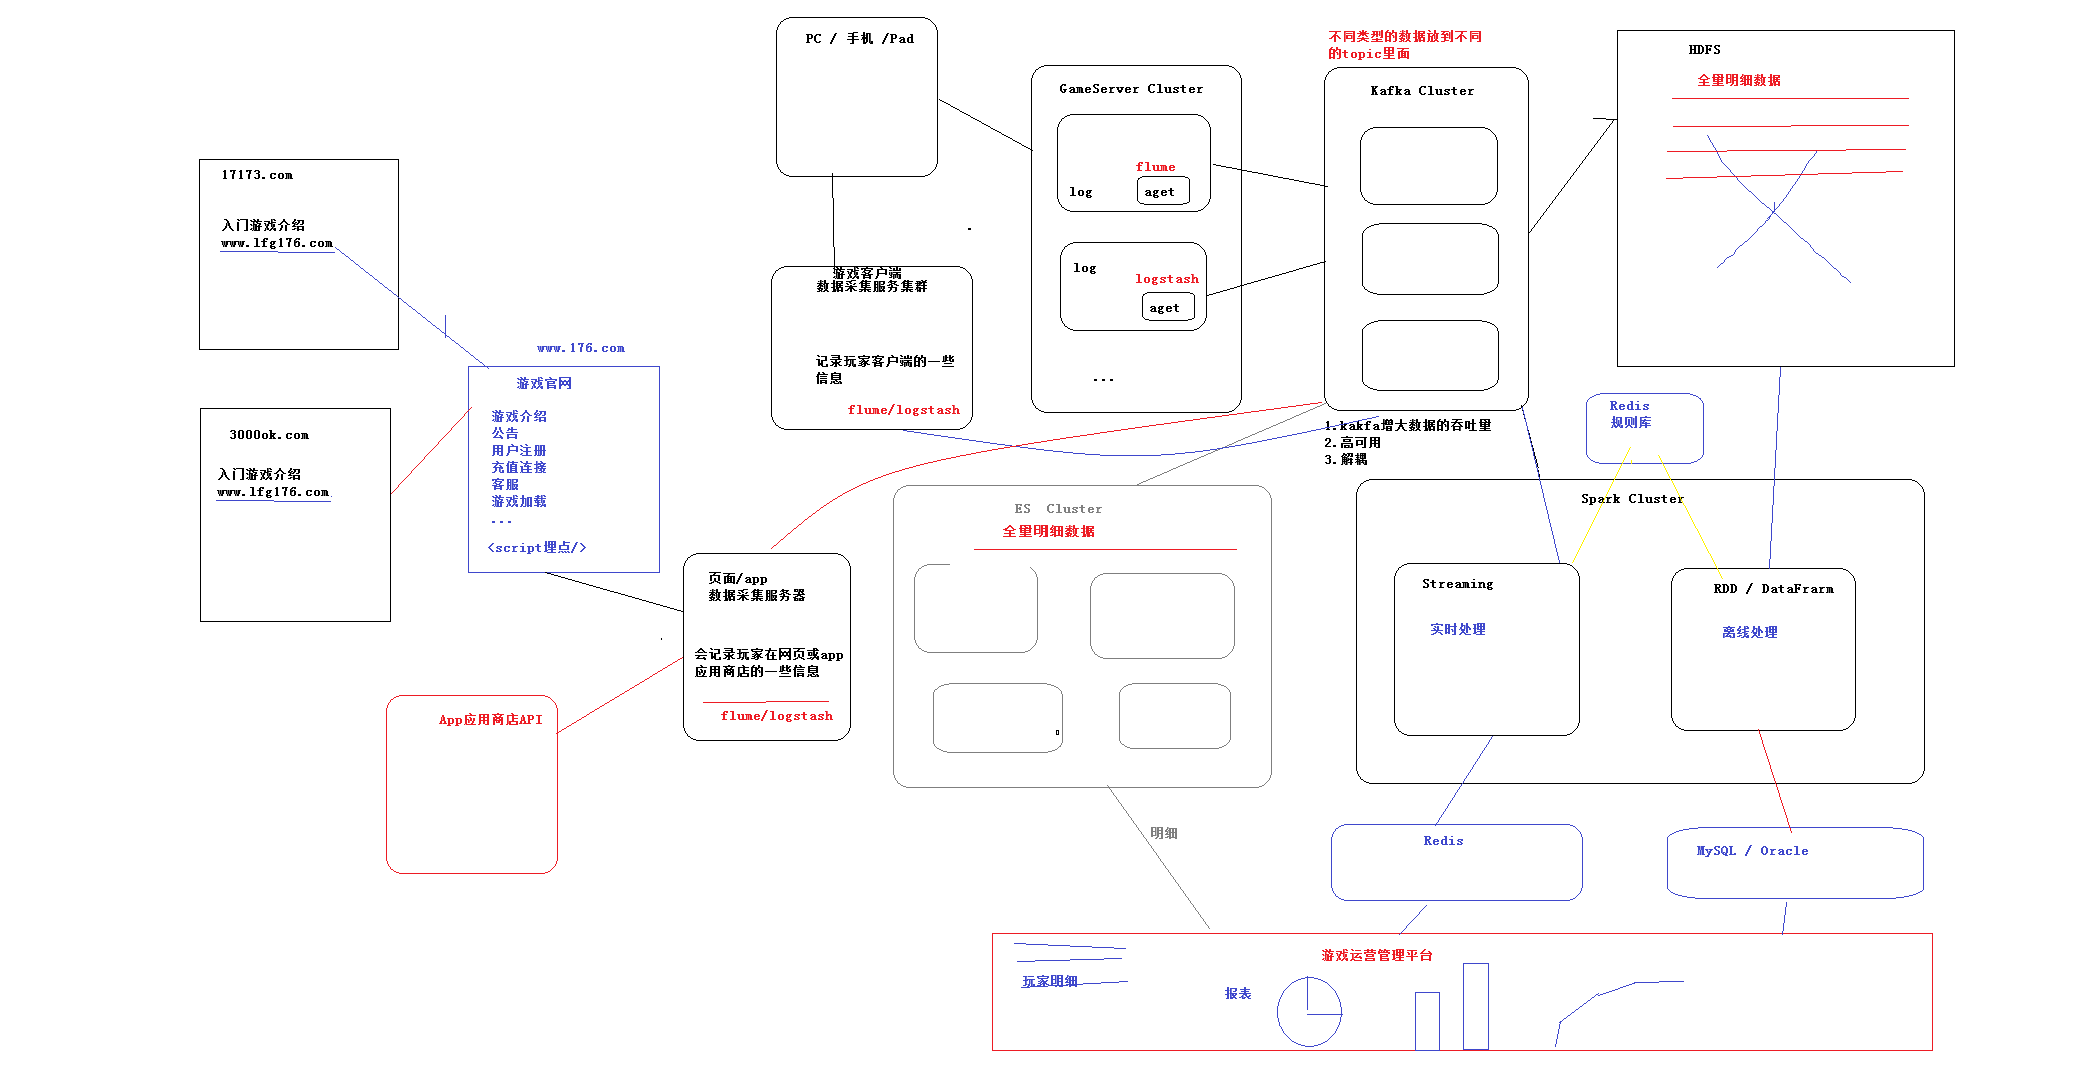 PC / 手机 /Pad
不同类型的数据放到不同
的topic里面
HDFS
全量明细数据
GameServer Cluster
Kafka Cluster
flume
log
aget
log
logstash
aget
...
17173.com
入门游戏介绍
www.lfg176.com
游戏客户端
数据采集服务集群
记录玩家客户端的一些
信息
flume/logstash
www.176.com
游戏官网
游戏介绍
公告
用户注册
充值连接
客服
游戏加载
...
<script埋点/>
3000ok.com
入门游戏介绍
www.lfg176.com
1.kakfa增大数据的吞吐量
2.高可用
3.解耦
Redis
规则库
Spark Cluster
ES Cluster
全量明细数据
页面/app
数据采集服务器
会记录玩家在网页或app
应用商店的一些信息
flume/logstash
Streaming
实时处理
RDD / DataFrarm
离线处理
App应用商店API
明细
Redis
MySQL / Oracle
游戏运营管理平台
玩家明细
报表